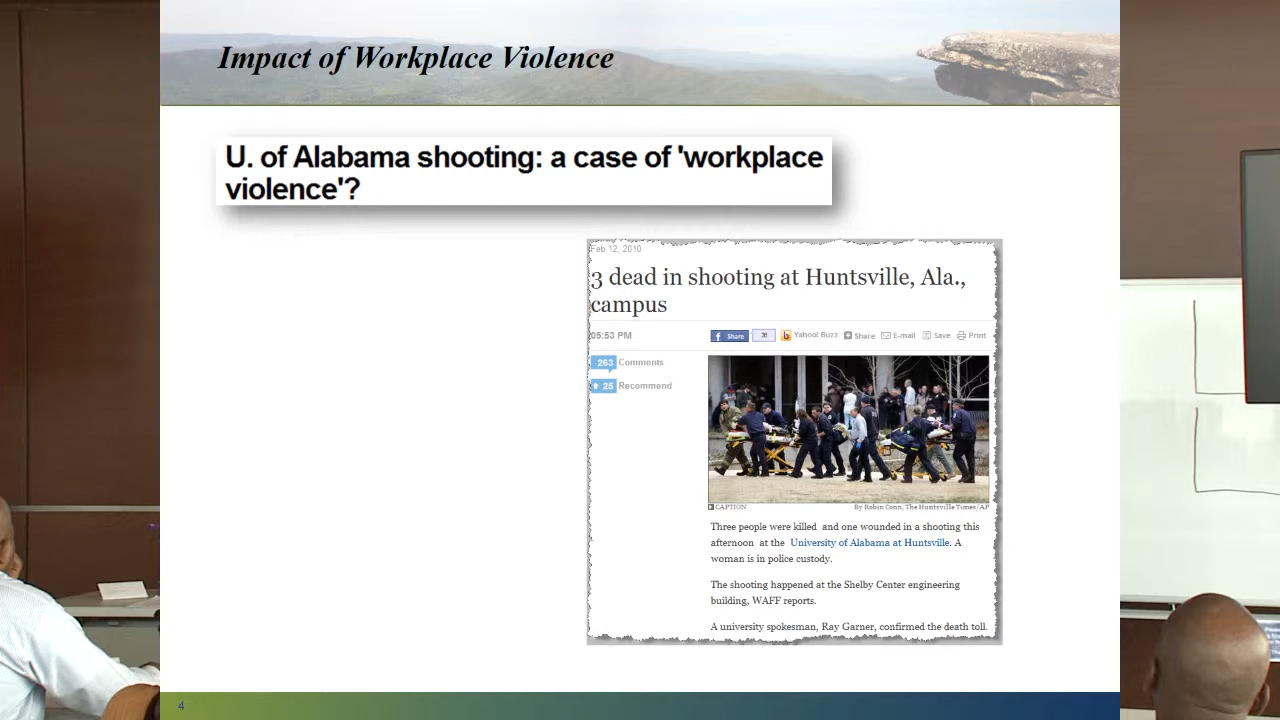 Impact of Workplace Violence
U. of Alabama shooting: a case of 'workplace
violence'?
Feb 12, 2010
3 dead in shooting at Huntsville, Ala.,
campus
05:53 PM
Share
Yahoo! Buzz
Share
E-mail
Save
Print
263 Comments
25 Recommend
CAPTION
By Robin Conn, The Huntsville Times/AP
Three people were killed and one wounded in a shooting this
afternoon at the University of Alabama at Huntsville. A
woman is in police custody.
The shooting happened at the Shelby Center engineering
building, WAFF reports.
A university spokesman, Ray Garner, confirmed the death toll.
4